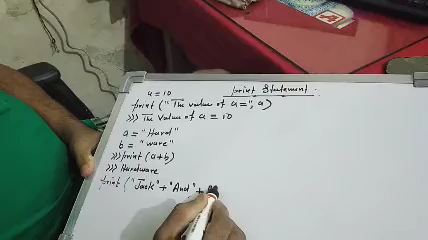 print Statement.
a = 10
print ("The value of a=", a)
>>> The value of a = 10
a = "Hard"
b = "ware"
>>> print (a+b)
>>> Hardware
print ("Jack" + "And" +